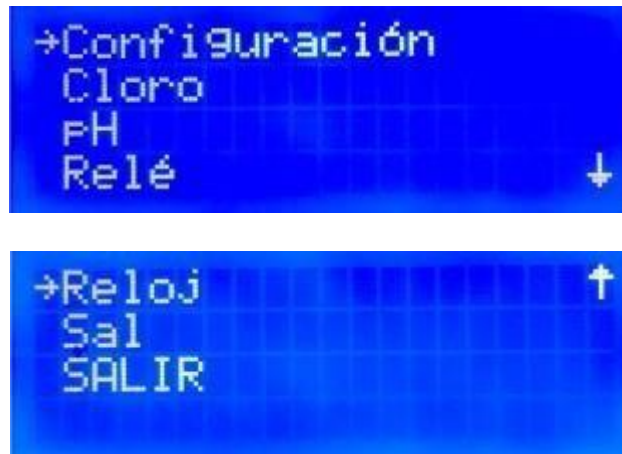 →Configuración
Cloro
pH
Relé ↓
→Reloj ↑
Sal
SALIR